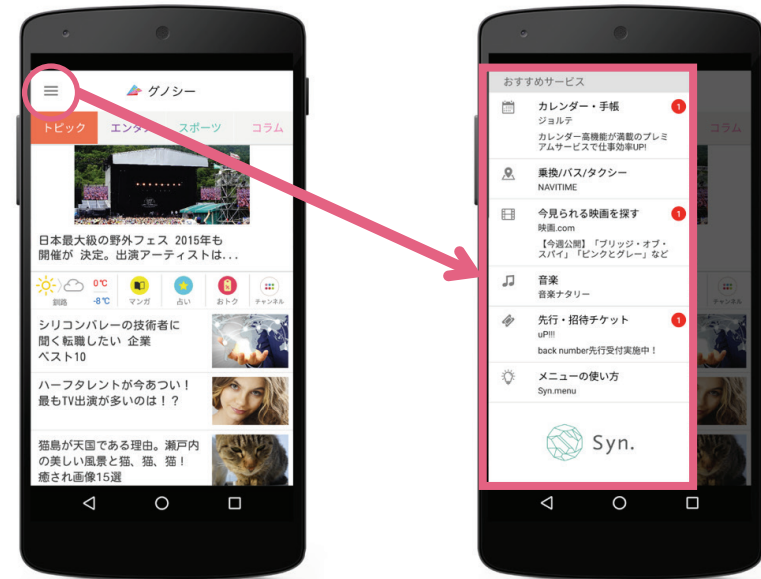 グノシー
トピック エンタメ スポーツ コラム
日本最大級の野外フェス 2015年も
開催が 決定。出演アーティストは...
0℃
-8℃
釧路 マンガ 占い おトク チャンネル
シリコンバレーの技術者に
聞く転職したい 企業
ベスト10
ハーフタレントが今あつい！
最もTV出演が多いのは！？
猫島が天国である理由。瀬戸内
の美しい風景と猫、猫、猫！
癒され画像15選
おすすめサービス
カレンダー・手帳 1
ジョルテ
カレンダー高機能が満載のプレミ
アムサービスで仕事効率UP!
乗換/バス/タクシー
NAVITIME
今見られる映画を探す 1
映画.com
【今週公開】「ブリッジ・オブ・
スパイ」「ピンクとグレー」など
音楽
音楽ナタリー
先行・招待チケット 1
uP!!!
back number先行受付実施中！
メニューの使い方
Syn.menu
Syn.
コラム
チャンネル